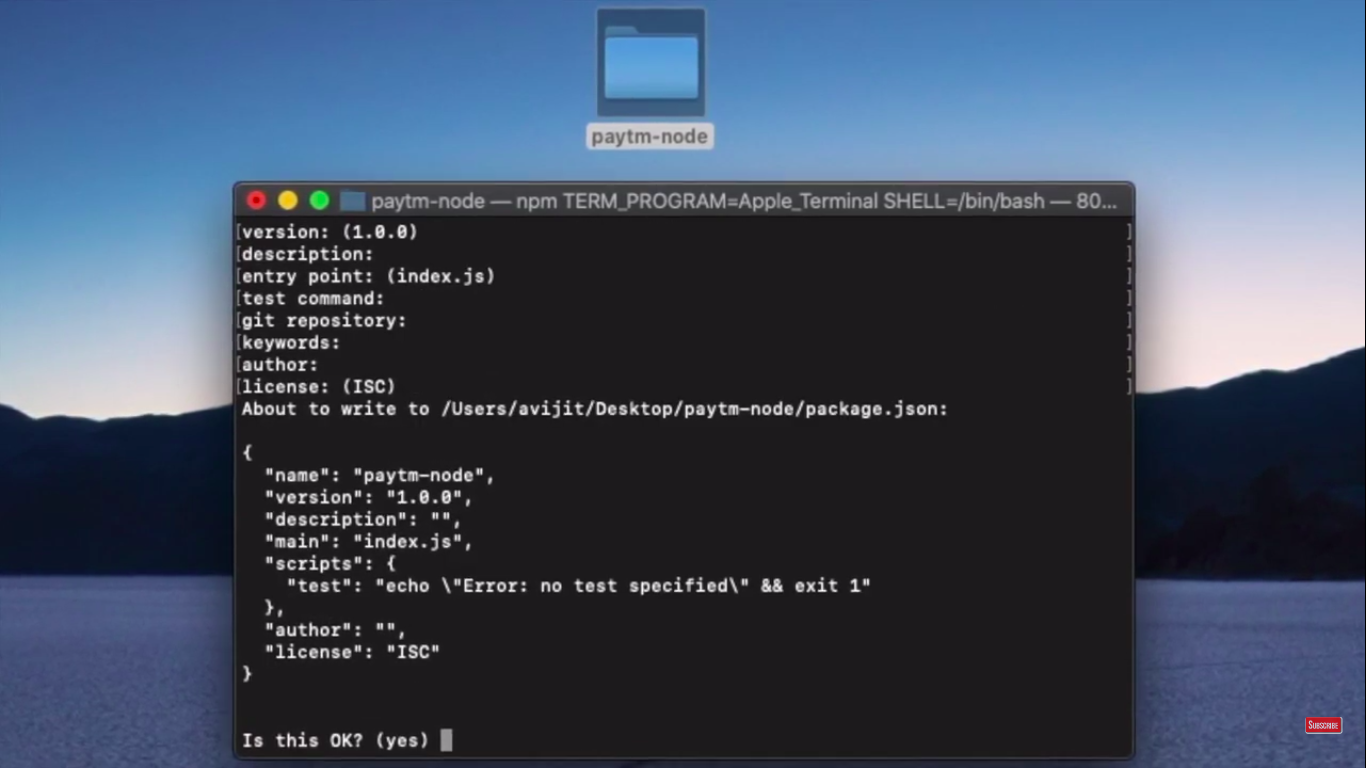 paytm-node
paytm-node — npm TERM_PROGRAM=Apple_Terminal SHELL=/bin/bash — 80...
[version: (1.0.0) ]
[description: ]
[entry point: (index.js) ]
[test command: ]
[git repository: ]
[keywords: ]
[author: ]
[license: (ISC) ]
About to write to /Users/avijit/Desktop/paytm-node/package.json:
{
"name": "paytm-node",
"version": "1.0.0",
"description": "",
"main": "index.js",
"scripts": {
"test": "echo \"Error: no test specified\" && exit 1"
},
"author": "",
"license": "ISC"
}
Is this OK? (yes)
SUBSCRIBE